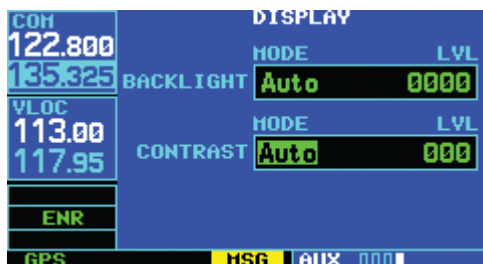 COM
122.800
135.325
VLOC
113.00
117.95
ENR
DISPLAY
MODE LVL
BACKLIGHT Auto 0000
MODE LVL
CONTRAST Auto 000
GPS MSG AUX